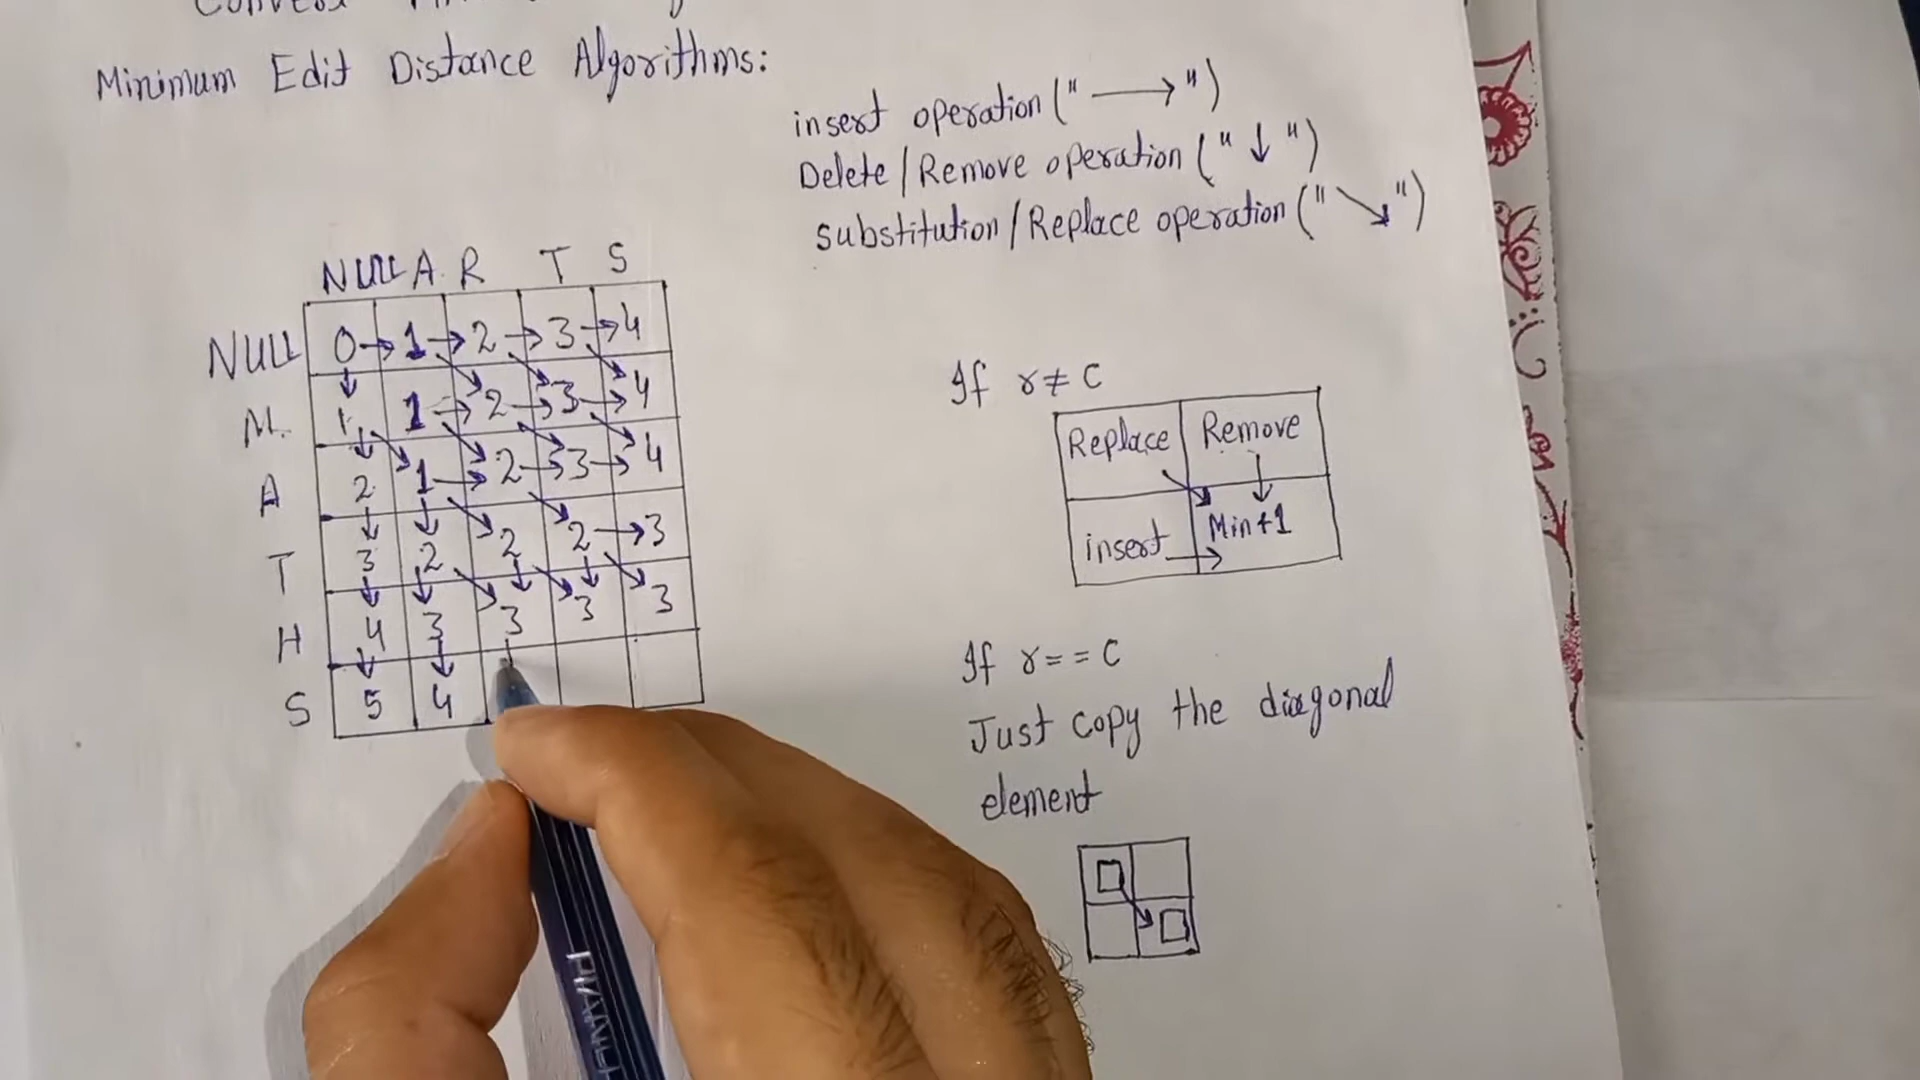 Minimum Edit Distance Algorithms:
insert operation ("⟶")
Delete/Remove operation ("↓")
substitution/Replace operation ("↘")
NULL A R T S
NULL 0→1→2→3→4
M 1 1→2→3→4
A 2 1→2→3→4
T 3 2 2 2→3
H 4 3 3 3 3
S 5 4
If r≠C
Replace Remove
insert Min+1
If r==C
Just copy the diagonal
element